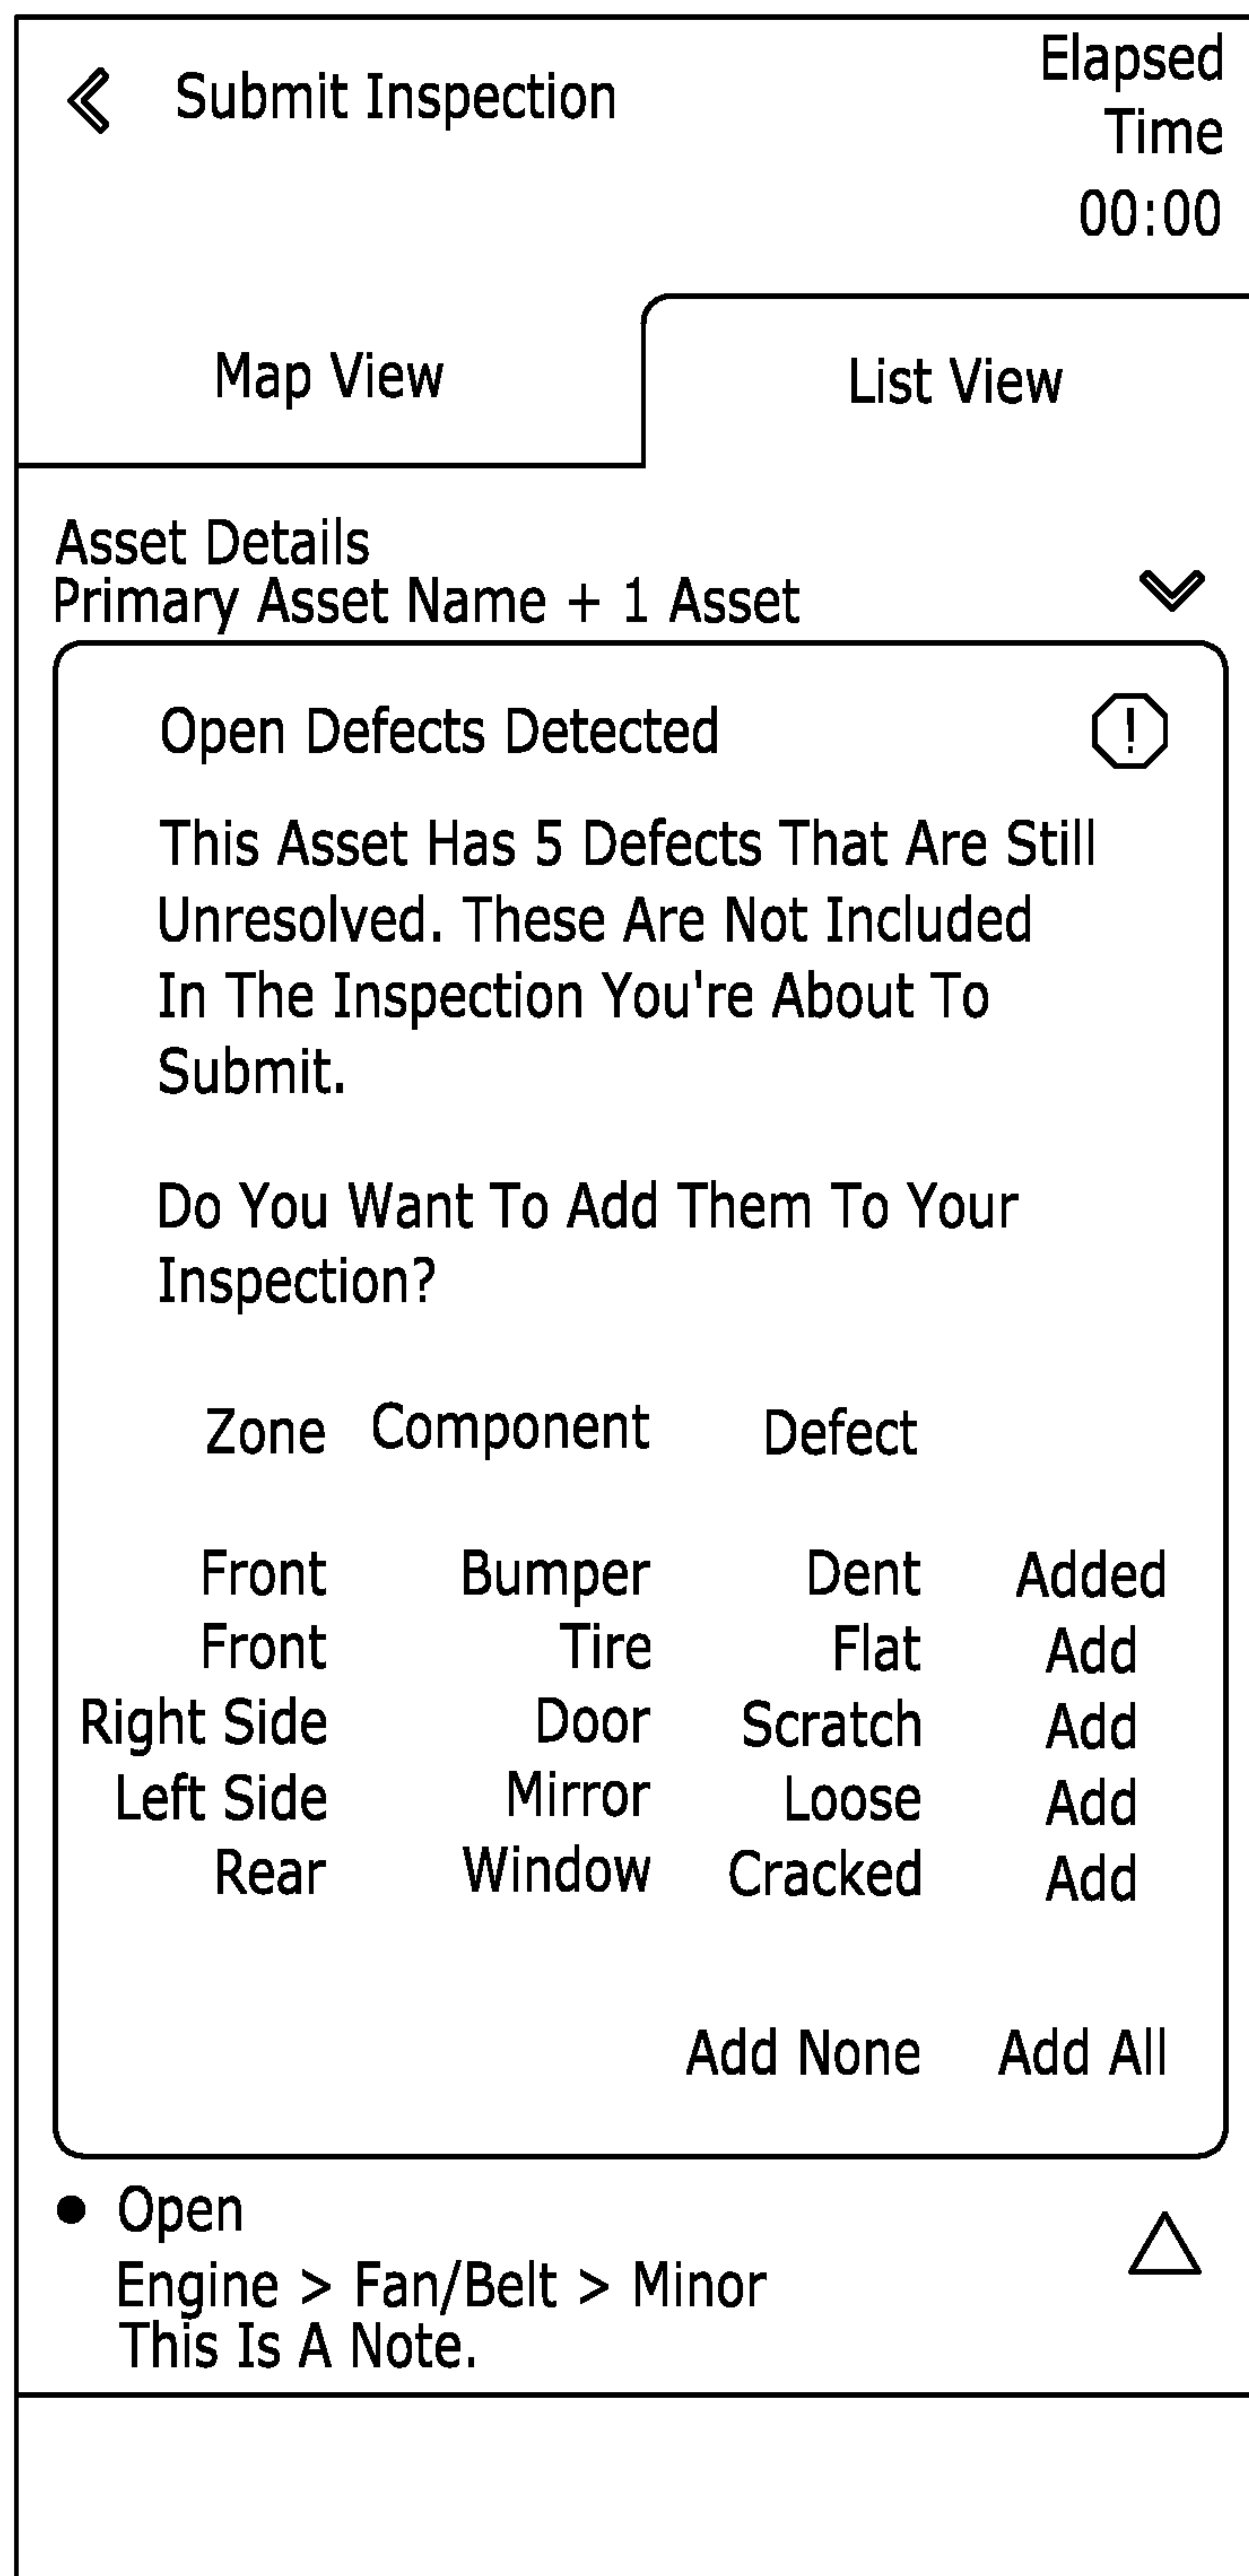 Submit Inspection
Elapsed
Time
00:00
Map View
List View
Asset Details
Primary Asset Name + 1 Asset
Open Defects Detected
!
This Asset Has 5 Defects That Are Still
Unresolved. These Are Not Included
In The Inspection You're About To
Submit.
Do You Want To Add Them To Your
Inspection?
Zone Component Defect
Front Bumper Dent Added
Front Tire Flat Add
Right Side Door Scratch Add
Left Side Mirror Loose Add
Rear Window Cracked Add
Add None Add All
● Open
Engine > Fan/Belt > Minor
This Is A Note.